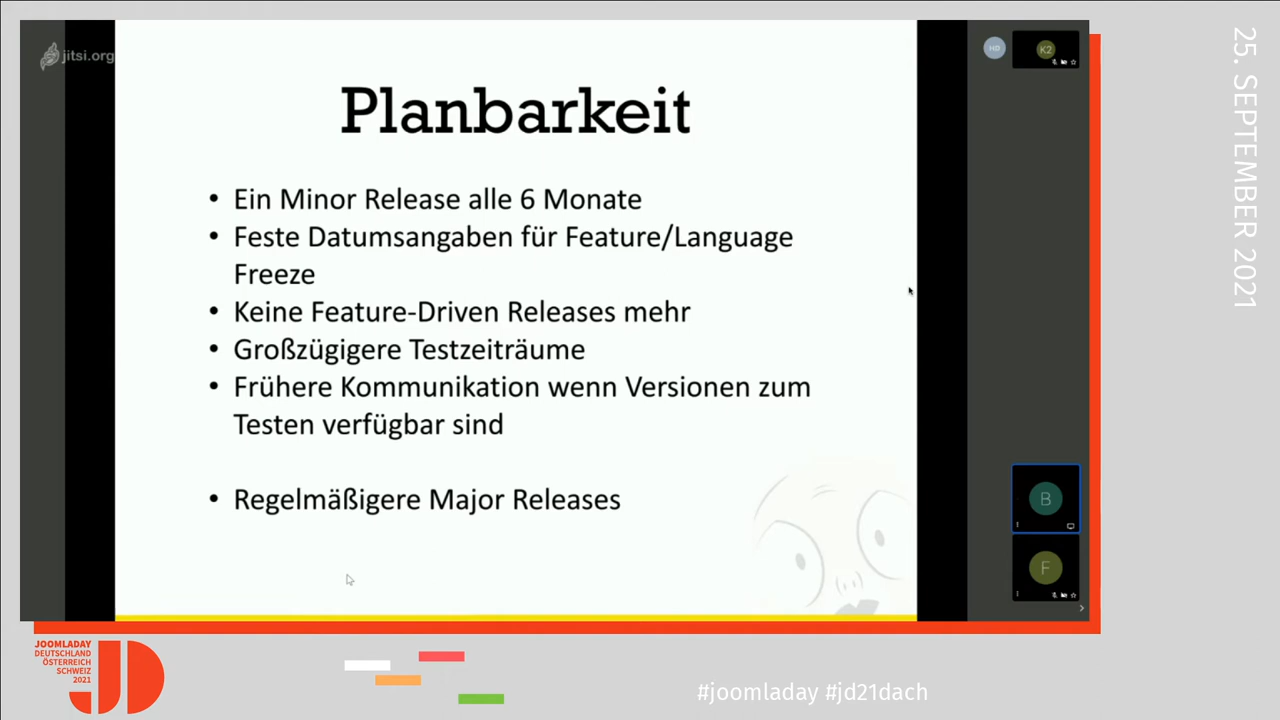 jitsi.org
Planbarkeit
• Ein Minor Release alle 6 Monate
• Feste Datumsangaben für Feature/Language
Freeze
• Keine Feature-Driven Releases mehr
• Großzügigere Testzeiträume
• Frühere Kommunikation wenn Versionen zum
Testen verfügbar sind
• Regelmäßigere Major Releases
HD
K2
B
F
25. SEPTEMBER 2021
JOOMLADAY
DEUTSCHLAND
ÖSTERREICH
SCHWEIZ
2021
JD
#joomladay #jd21dach